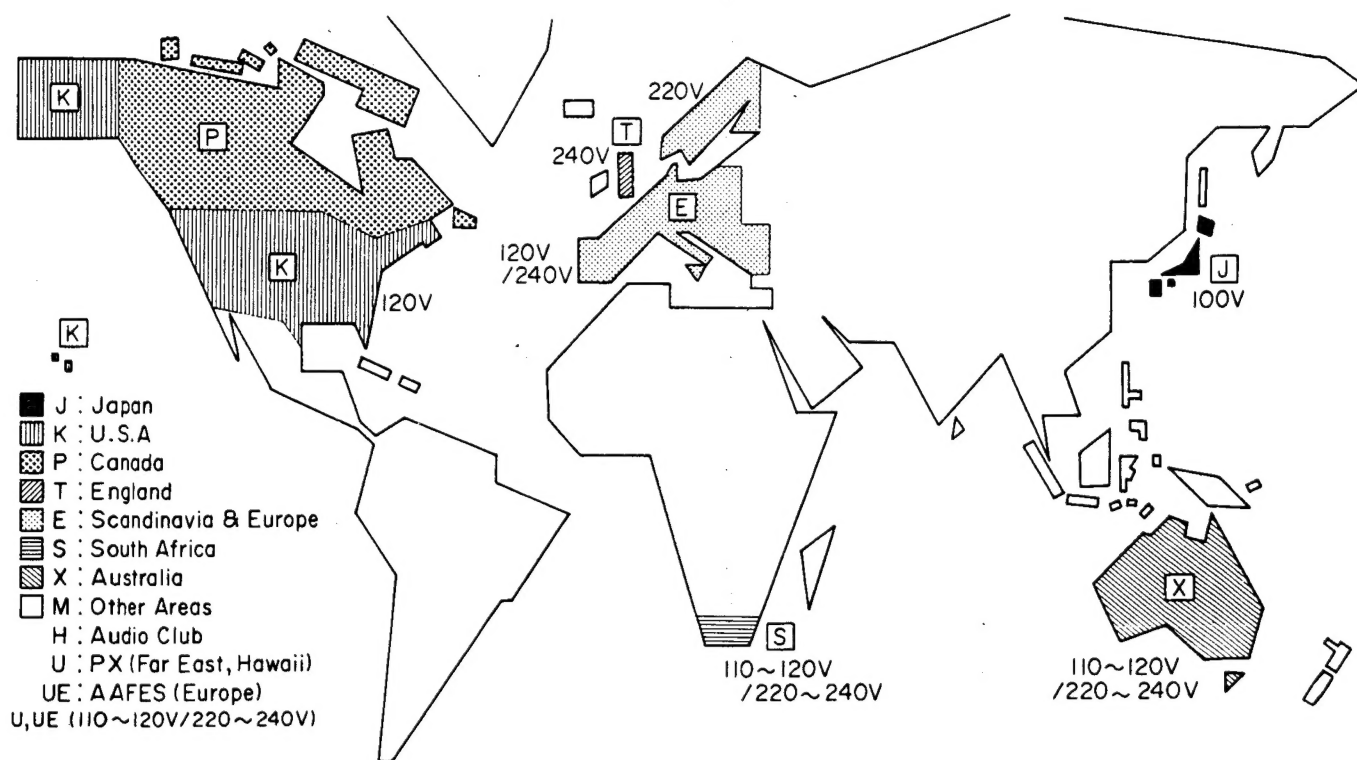 K
P
K
120V
K
220V
T
240V
E
120V
/240V
J
100V
J : Japan
K : U.S.A
P : Canada
T : England
E : Scandinavia & Europe
S : South Africa
X : Australia
M : Other Areas
H : Audio Club
U : PX (Far East, Hawaii)
UE : AAFES (Europe)
U,UE (110~120V/220~240V)
S
110~120V
/220~240V
X
110~120V
/220~240V